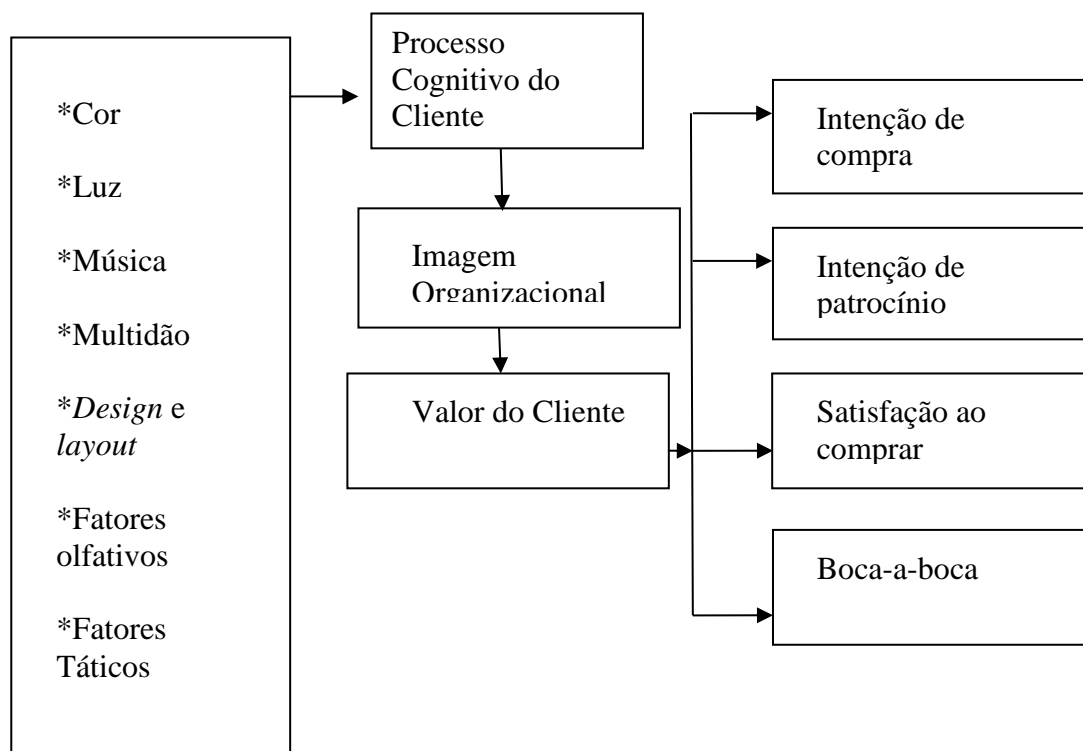 *Cor
*Luz
*Música
*Multidão
*Design e
layout
*Fatores
olfativos
*Fatores
Táticos
Processo
Cognitivo do
Cliente
Imagem
Organizacional
Valor do Cliente
Intenção de
compra
Intenção de
patrocínio
Satisfação ao
comprar
Boca-a-boca